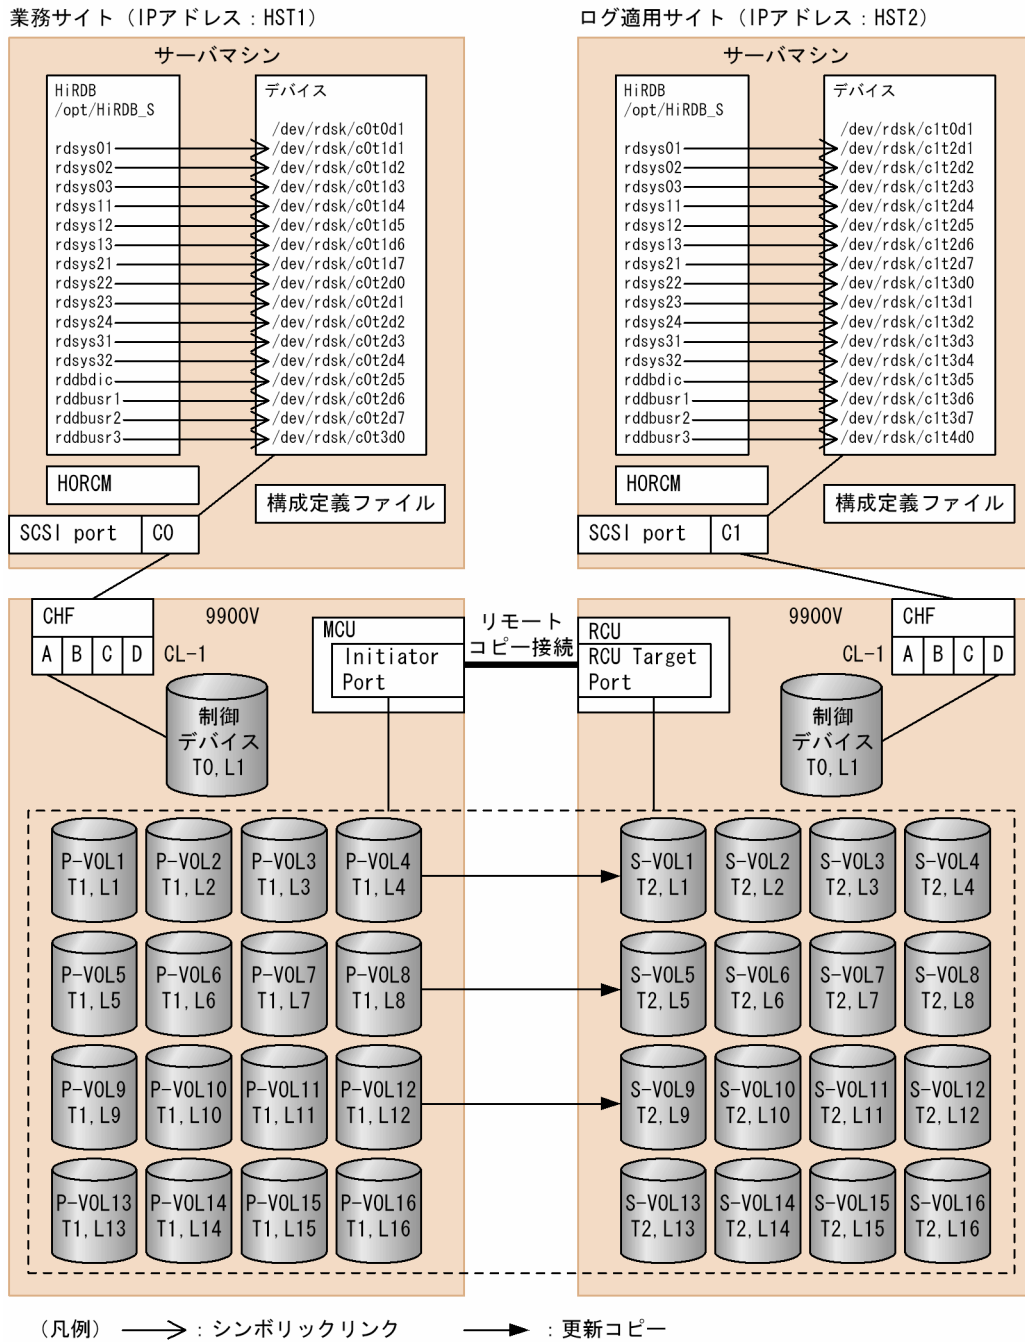 業務サイト（IPアドレス：HST1）
サーバマシン
HiRDB
/opt/HiRDB_S
rdsys01
rdsys02
rdsys03
rdsys11
rdsys12
rdsys13
rdsys21
rdsys22
rdsys23
rdsys24
rdsys31
rdsys32
rddbdic
rddbusr1
rddbusr2
rddbusr3
デバイス
/dev/rdsk/c0t0d1
/dev/rdsk/c0t1d1
/dev/rdsk/c0t1d2
/dev/rdsk/c0t1d3
/dev/rdsk/c0t1d4
/dev/rdsk/c0t1d5
/dev/rdsk/c0t1d6
/dev/rdsk/c0t1d7
/dev/rdsk/c0t2d0
/dev/rdsk/c0t2d1
/dev/rdsk/c0t2d2
/dev/rdsk/c0t2d3
/dev/rdsk/c0t2d4
/dev/rdsk/c0t2d5
/dev/rdsk/c0t2d6
/dev/rdsk/c0t2d7
/dev/rdsk/c0t3d0
HORCM
構成定義ファイル
SCSI port C0
ログ適用サイト（IPアドレス：HST2）
サーバマシン
HiRDB
/opt/HiRDB_S
rdsys01
rdsys02
rdsys03
rdsys11
rdsys12
rdsys13
rdsys21
rdsys22
rdsys23
rdsys24
rdsys31
rdsys32
rddbdic
rddbusr1
rddbusr2
rddbusr3
デバイス
/dev/rdsk/c1t0d1
/dev/rdsk/c1t2d1
/dev/rdsk/c1t2d2
/dev/rdsk/c1t2d3
/dev/rdsk/c1t2d4
/dev/rdsk/c1t2d5
/dev/rdsk/c1t2d6
/dev/rdsk/c1t2d7
/dev/rdsk/c1t3d0
/dev/rdsk/c1t3d1
/dev/rdsk/c1t3d2
/dev/rdsk/c1t3d3
/dev/rdsk/c1t3d4
/dev/rdsk/c1t3d5
/dev/rdsk/c1t3d6
/dev/rdsk/c1t3d7
/dev/rdsk/c1t4d0
HORCM
構成定義ファイル
SCSI port C1
CHF
A B C D
CL-1
9900V
MCU
Initiator
Port
制御
デバイス
T0, L1
リモート
コピー接続
RCU
RCU Target
Port
9900V
CHF
CL-1
A B C D
制御
デバイス
T0, L1
P-VOL1
T1, L1
P-VOL2
T1, L2
P-VOL3
T1, L3
P-VOL4
T1, L4
P-VOL5
T1, L5
P-VOL6
T1, L6
P-VOL7
T1, L7
P-VOL8
T1, L8
P-VOL9
T1, L9
P-VOL10
T1, L10
P-VOL11
T1, L11
P-VOL12
T1, L12
P-VOL13
T1, L13
P-VOL14
T1, L14
P-VOL15
T1, L15
P-VOL16
T1, L16
S-VOL1
T2, L1
S-VOL2
T2, L2
S-VOL3
T2, L3
S-VOL4
T2, L4
S-VOL5
T2, L5
S-VOL6
T2, L6
S-VOL7
T2, L7
S-VOL8
T2, L8
S-VOL9
T2, L9
S-VOL10
T2, L10
S-VOL11
T2, L11
S-VOL12
T2, L12
S-VOL13
T2, L13
S-VOL14
T2, L14
S-VOL15
T2, L15
S-VOL16
T2, L16
（凡例） ：シンボリックリンク ：更新コピー